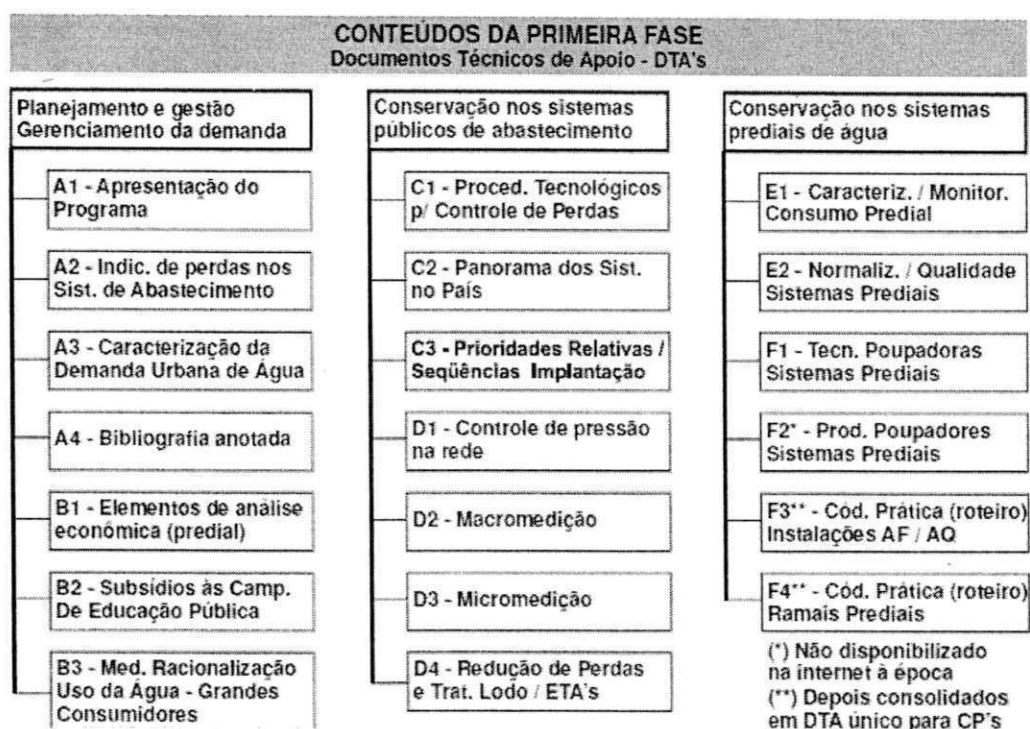 CONTEÚDOS DA PRIMEIRA FASE
Documentos Técnicos de Apoio - DTA's
Planejamento e gestão
Gerenciamento da demanda
A1 - Apresentação do
Programa
A2 - Indic. de perdas nos
Sist. de Abastecimento
A3 - Caracterização da
Demanda Urbana de Água
A4 - Bibliografia anotada
B1 - Elementos de análise
econômica (predial)
B2 - Subsídios às Camp.
De Educação Pública
B3 - Med. Racionalização
Uso da Água - Grandes
Consumidores
Conservação nos sistemas
públicos de abastecimento
C1 - Proced. Tecnológicos
p/ Controle de Perdas
C2 - Panorama dos Sist.
no País
C3 - Prioridades Relativas /
Seqüências Implantação
D1 - Controle de pressão
na rede
D2 - Macromedição
D3 - Micromedição
D4 - Redução de Perdas
e Trat. Lodo / ETA's
Conservação nos sistemas
prediais de água
E1 - Caracteriz. / Monitor.
Consumo Predial
E2 - Normaliz. / Qualidade
Sistemas Prediais
F1 - Tecn. Poupadoras
Sistemas Prediais
F2* - Prod. Poupadores
Sistemas Prediais
F3** - Cód. Prática (roteiro)
Instalações AF / AQ
F4** - Cód. Prática (roteiro)
Ramais Prediais
(*) Não disponibilizado
na internet à época
(**) Depois consolidados
em DTA único para CP's